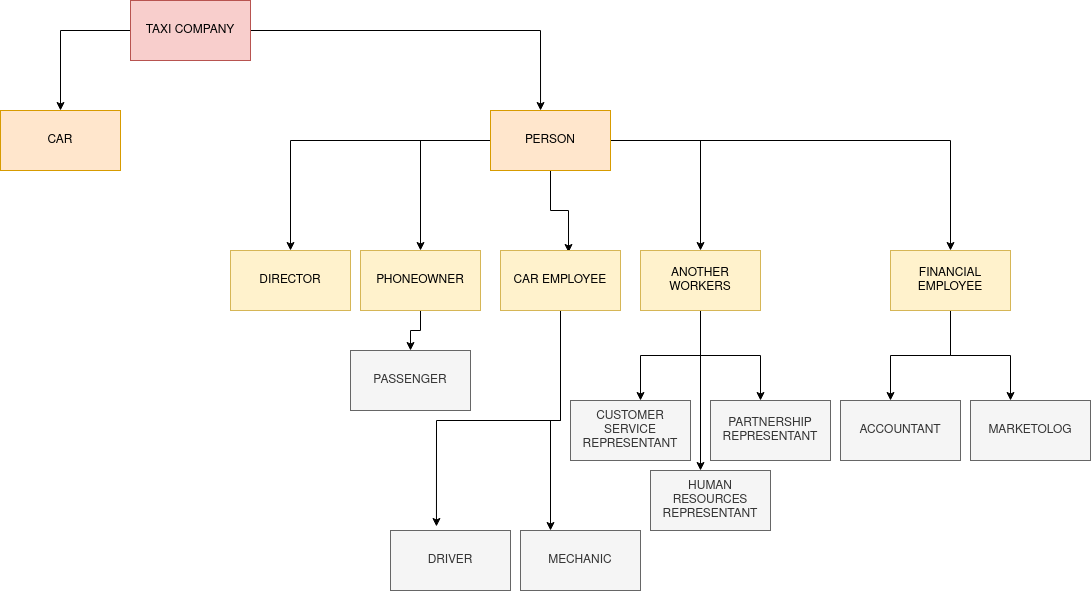 TAXI COMPANY
CAR
PERSON
DIRECTOR
PHONEOWNER
CAR EMPLOYEE
ANOTHER
WORKERS
FINANCIAL
EMPLOYEE
PASSENGER
CUSTOMER
SERVICE
REPRESENTANT
PARTNERSHIP
REPRESENTANT
ACCOUNTANT
MARKETOLOG
HUMAN
RESOURCES
REPRESENTANT
DRIVER
MECHANIC